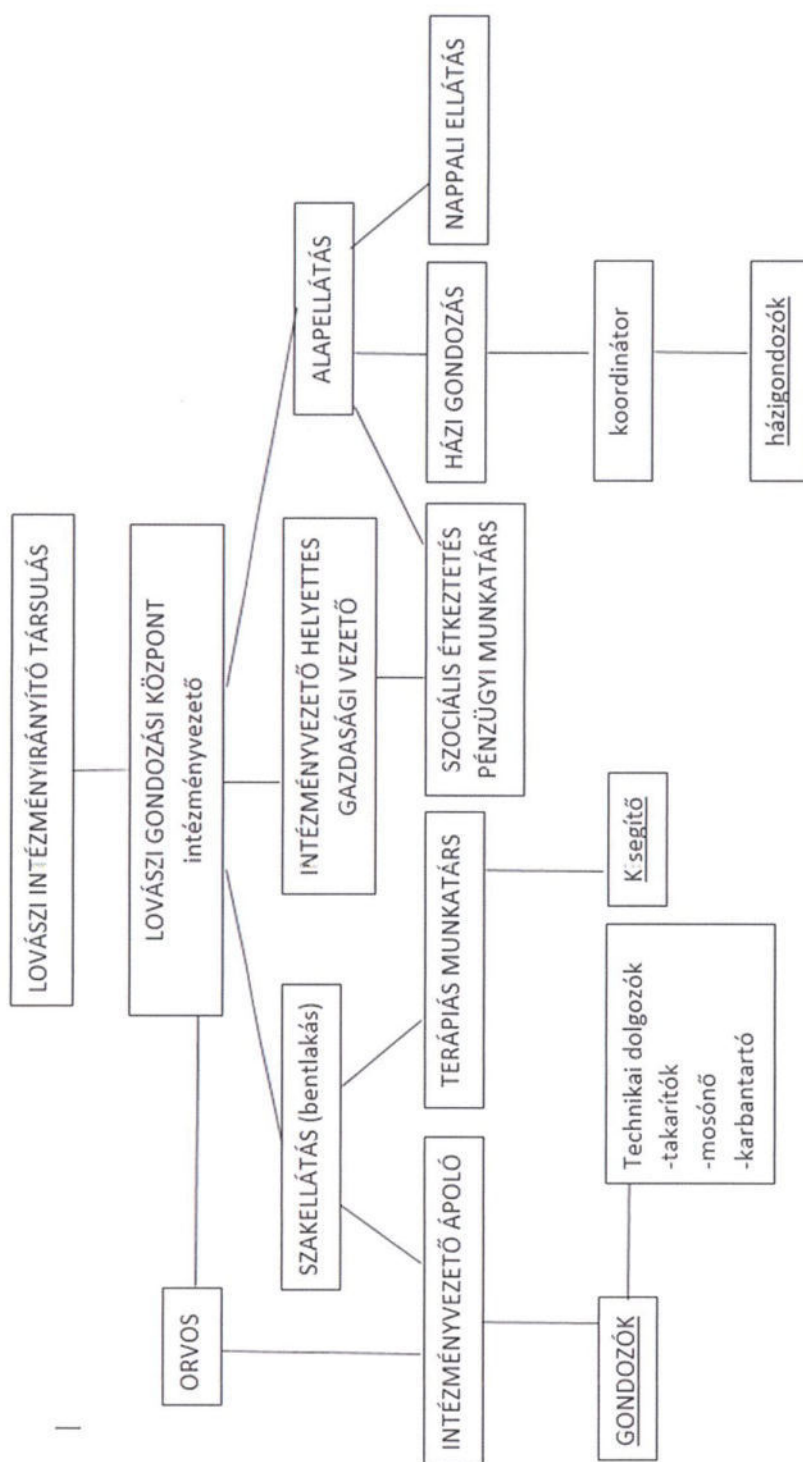 LOVÁSZI INTÉZMÉNYIRÁNYÍTÓ TÁRSULÁS
LOVÁSZI GONDOZÁSI KÖZPONT
intézményvezető
ORVOS
SZAKELLÁTÁS (bentlakás)
INTÉZMÉNYVEZETŐ HELYETTES
GAZDASÁGI VEZETŐ
ALAPELLÁTÁS
INTÉZMÉNYVEZETŐ ÁPOLÓ
TERÁPIÁS MUNKATÁRS
SZOCIÁLIS ÉTKEZTETÉS
PÉNZÜGYI MUNKATÁRS
HÁZI GONDOZÁS
NAPPALI ELLÁTÁS
GONDOZÓK
Technikai dolgozók
-takarítók
-mosónő
-karbantartó
Kisegítő
koordinátor
házigondozók